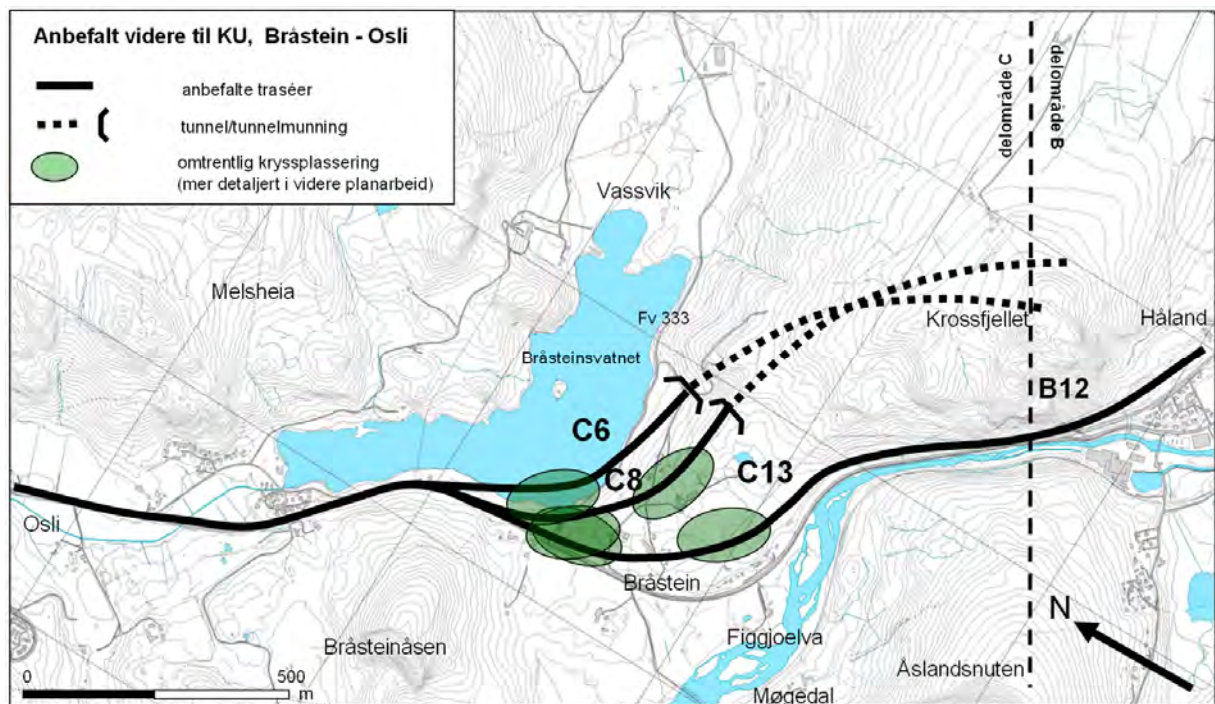 Anbefalt videre til KU, Bråstein - Osli
anbefalte traséer
tunnel/tunnelmunning
omtrentlig kryssplassering
(mer detaljert i videre planarbeid)
delområde C
delområde B
Vassvik
Melsheia
Fv 333
Krossfjellet
Håland
Bråsteinsvatnet
B12
C6
C8
C13
Osli
Bråstein
N
Bråsteinåsen
Figgjoelva
Åslandsnuten
Møgedal
0
500
m